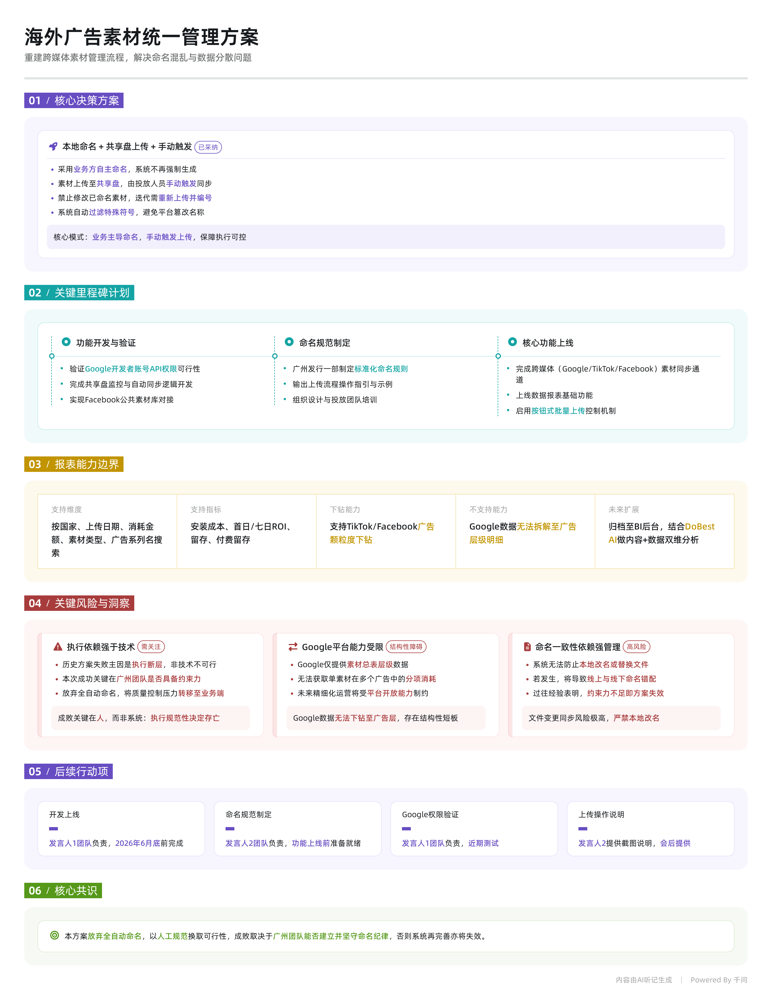 海外广告素材统一管理方案
重建跨媒体素材管理流程，解决命名混乱与数据分散问题
01 / 核心决策方案
本地命名 + 共享盘上传 + 手动触发 已采纳
采用业务方自主命名，系统不再强制生成
素材上传至共享盘，由投放人员手动触发同步
禁止修改已命名素材，迭代需重新上传并编号
系统自动过滤特殊符号，避免平台篡改名称
核心模式：业务主导命名，手动触发上传，保障执行可控
02 / 关键里程碑计划
功能开发与验证
验证Google开发者账号API权限可行性
完成共享盘监控与自动同步逻辑开发
实现Facebook公共素材库对接
命名规范制定
广州发行一部制定标准化命名规则
输出上传流程操作指引与示例
组织设计与投放团队培训
核心功能上线
完成跨媒体（Google/TikTok/Facebook）素材同步通
道
上线数据报表基础功能
启用按钮式批量上传控制机制
03 / 报表能力边界
支持维度
按国家、上传日期、消耗金
额、素材类型、广告系列名搜
索
支持指标
安装成本、首日/七日ROI、
留存、付费留存
下钻能力
支持TikTok/Facebook广告
颗粒度下钻
不支持能力
Google数据无法拆解至广告
层级明细
未来扩展
归档至BI后台，结合DoBest
AI做内容+数据双维分析
04 / 关键风险与洞察
执行依赖强于技术 需关注
历史方案失败主因是执行断层，非技术不可行
本次成功关键在广州团队是否具备约束力
放弃全自动命名，将质量控制压力转移至业务端
成败关键在人，而非系统：执行规范性决定存亡
Google平台能力受限 结构性障碍
Google仅提供素材总表层级数据
无法获取单素材在多个广告中的分项消耗
未来精细化运营将受平台开放能力制约
Google数据无法下钻至广告层，存在结构性短板
命名一致性依赖强管理 高风险
系统无法防止本地改名或替换文件
若发生，将导致线上与线下命名错配
过往经验表明，约束力不足即方案失效
文件变更同步风险极高，严禁本地改名
05 / 后续行动项
开发上线
发言人1团队负责，2026年6月底前完成
命名规范制定
发言人2团队负责，功能上线前准备就绪
Google权限验证
发言人1团队负责，近期测试
上传操作说明
发言人2提供截图说明，会后提供
06 / 核心共识
本方案放弃全自动命名，以人工规范换取可行性，成败取决于广州团队能否建立并坚守命名纪律，否则系统再完善亦将失效。
内容由AI听记生成 | Powered By 千问